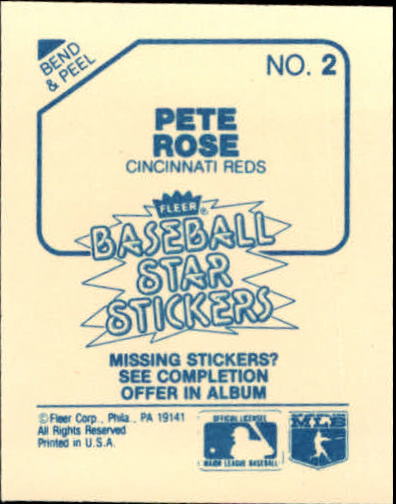 BEND
& PEEL
NO. 2
PETE
ROSE
CINCINNATI REDS
FLEER®
BASEBALL
STAR
STICKERS
MISSING STICKERS?
SEE COMPLETION
OFFER IN ALBUM
© Fleer Corp., Phila., PA 19141
All Rights Reserved
Printed in U.S.A.
OFFICIAL LICENSEE
MAJOR LEAGUE BASEBALL
MLB